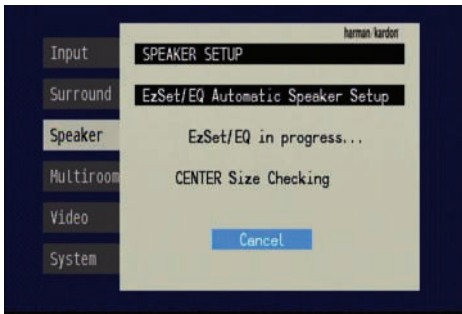 harman/kardon
Input
SPEAKER SETUP
Surround
EzSet/EQ Automatic Speaker Setup
Speaker
EzSet/EQ in progress...
Multiroom
CENTER Size Checking
Video
Cancel
System